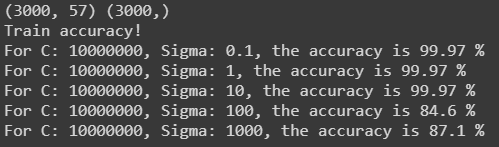 (3000, 57) (3000,)
Train accuracy!
For C: 10000000, Sigma: 0.1, the accuracy is 99.97 %
For C: 10000000, Sigma: 1, the accuracy is 99.97 %
For C: 10000000, Sigma: 10, the accuracy is 99.97 %
For C: 10000000, Sigma: 100, the accuracy is 84.6 %
For C: 10000000, Sigma: 1000, the accuracy is 87.1 %